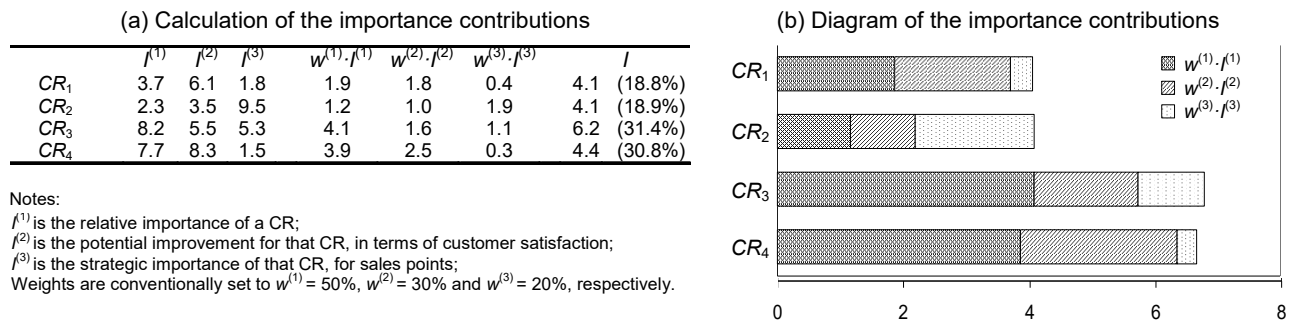 (a) Calculation of the importance contributions
I(1) I(2) I(3) w(1)·I(1) w(2)·I(2) w(3)·I(3) I
CR1 3.7 6.1 1.8 1.9 1.8 0.4 4.1 (18.8%)
CR2 2.3 3.5 9.5 1.2 1.0 1.9 4.1 (18.9%)
CR3 8.2 5.5 5.3 4.1 1.6 1.1 6.2 (31.4%)
CR4 7.7 8.3 1.5 3.9 2.5 0.3 4.4 (30.8%)
Notes:
I(1) is the relative importance of a CR;
I(2) is the potential improvement for that CR, in terms of customer satisfaction;
I(3) is the strategic importance of that CR, for sales points;
Weights are conventionally set to w(1) = 50%, w(2) = 30% and w(3) = 20%, respectively.
(b) Diagram of the importance contributions
CR1
CR2
CR3
CR4
w(1)·I(1)
w(2)·I(2)
w(3)·I(3)
0 2 4 6 8